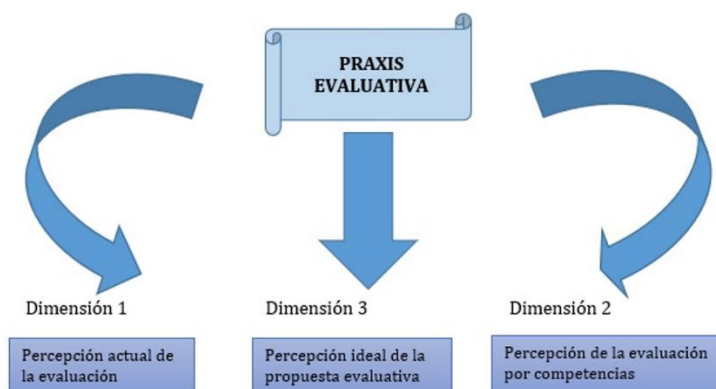 PRAXIS
EVALUATIVA
Dimensión 1
Dimensión 3
Dimensión 2
Percepción actual de
la evaluación
Percepción ideal de la
propuesta evaluativa
Percepción de la evaluación
por competencias